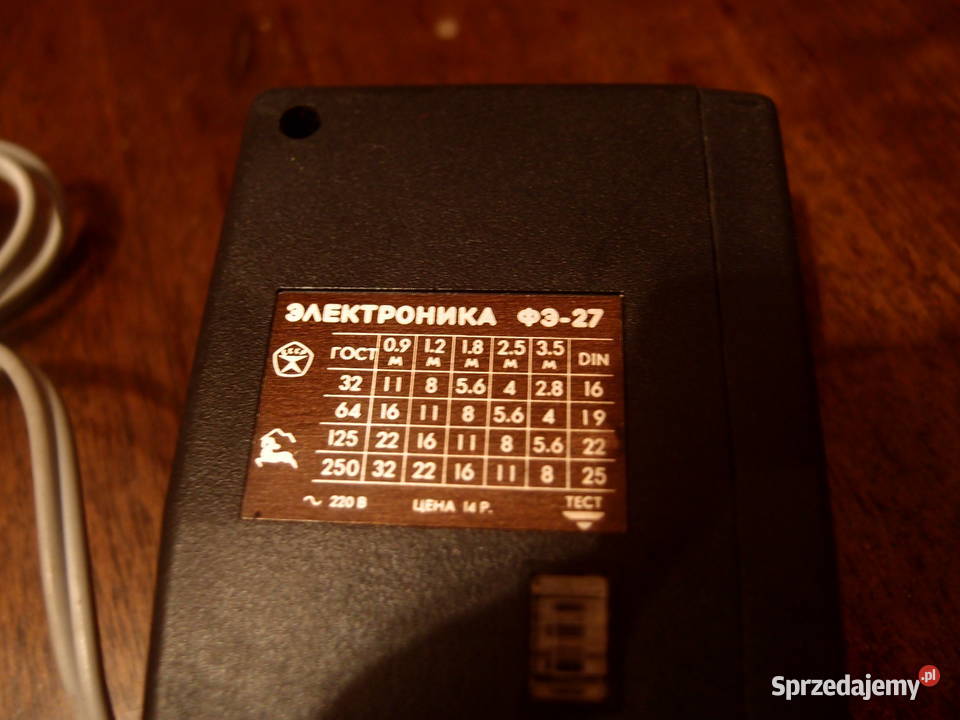 ЭЛЕКТРОНИКА ФЭ-27
СССР
ГОСТ 0.9 м 1.2 м 1.8 м 2.5 м 3.5 м DIN
32 11 8 5.6 4 2.8 16
64 16 11 8 5.6 4 19
125 22 16 11 8 5.6 22
250 32 22 16 11 8 25
~ 220 В ЦЕНА 14 Р. ТЕСТ
Sprzedajemy.pl